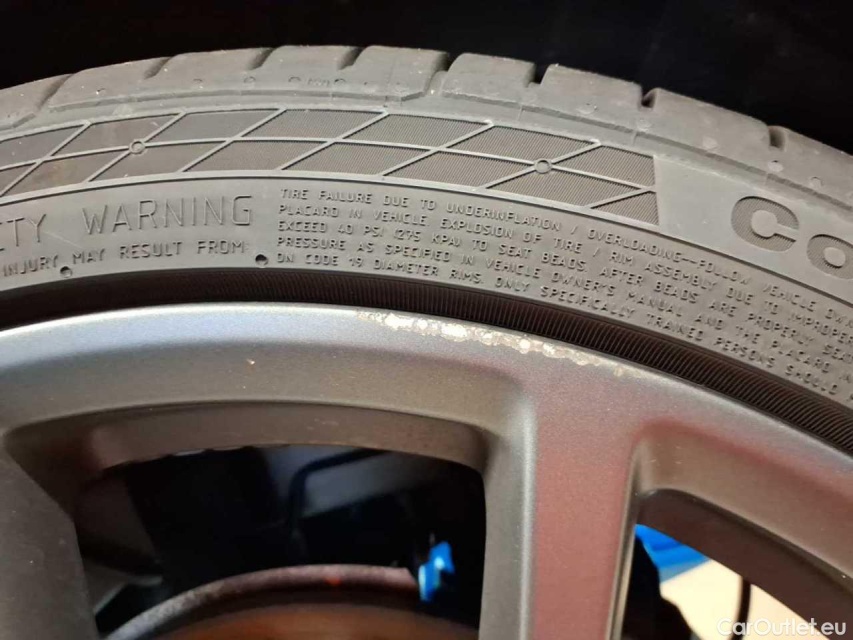 TY WARNING
INJURY MAY RESULT FROM
TIRE FAILURE DUE TO UNDERINFLATION / OVERLOADING—FOLLOW VEHICLE OW
PLACARD IN VEHICLE EXPLOSION OF TIRE / RIM ASSEMBLY DUE TO IMPROPER
EXCEED 40 PSI (275 KPA) TO SEAT BEADS. AFTER BEADS ARE PROPERLY SEA
PRESSURE AS SPECIFIED IN VEHICLE OWNER'S MANUAL AND THE PLACARD
ON CODE 19 DIAMETER RIMS. ONLY SPECIFICALLY TRAINED PERSONS SHOULD
CO
CarOutlet.eu